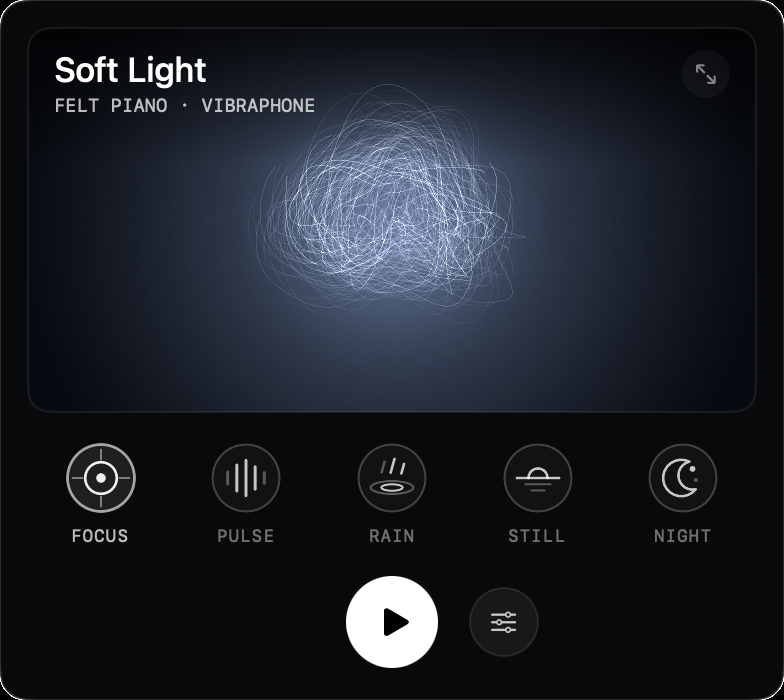 Soft Light
FELT PIANO · VIBRAPHONE
FOCUS
PULSE
RAIN
STILL
NIGHT